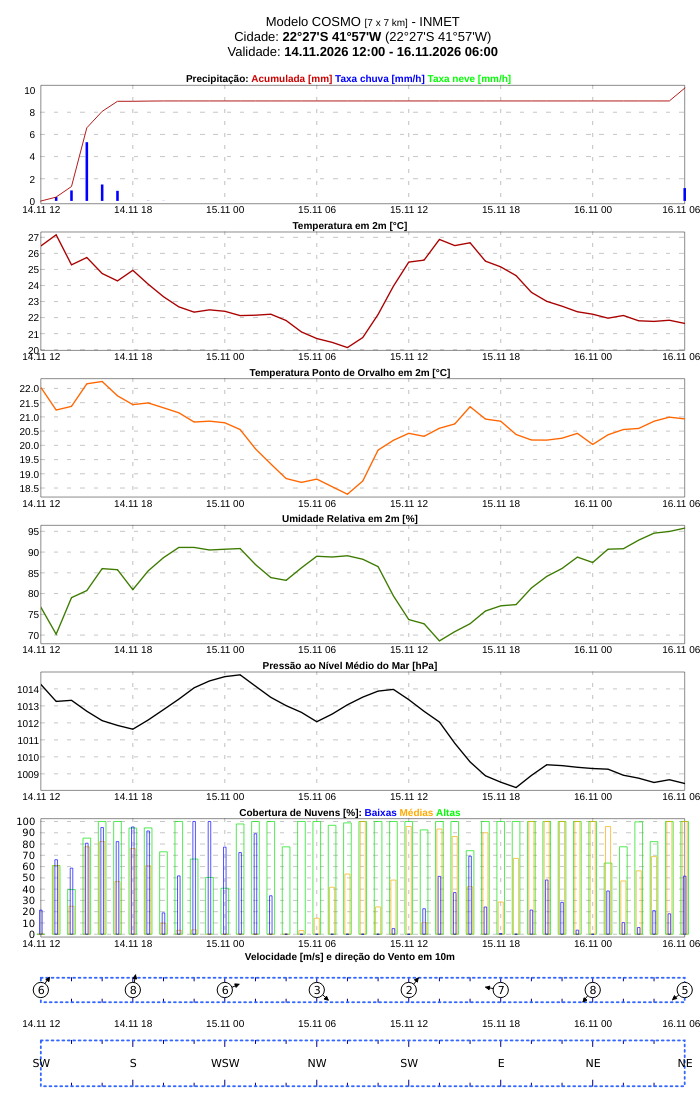 Modelo COSMO [7 x 7 km] - INMET
Cidade: 22°27'S 41°57'W (22°27'S 41°57'W)
Validade: 14.11.2026 12:00 - 16.11.2026 06:00
Precipitação: Acumulada [mm] Taxa chuva [mm/h] Taxa neve [mm/h]
10
8
6
4
2
0
14.11 12 14.11 18 15.11 00 15.11 06 15.11 12 15.11 18 16.11 00 16.11 06
Temperatura em 2m [°C]
27
26
25
24
23
22
21
20
14.11 12 14.11 18 15.11 00 15.11 06 15.11 12 15.11 18 16.11 00 16.11 06
Temperatura Ponto de Orvalho em 2m [°C]
22.0
21.5
21.0
20.5
20.0
19.5
19.0
18.5
14.11 12 14.11 18 15.11 00 15.11 06 15.11 12 15.11 18 16.11 00 16.11 06
Umidade Relativa em 2m [%]
95
90
85
80
75
70
14.11 12 14.11 18 15.11 00 15.11 06 15.11 12 15.11 18 16.11 00 16.11 06
Pressão ao Nível Médio do Mar [hPa]
1014
1013
1012
1011
1010
1009
14.11 12 14.11 18 15.11 00 15.11 06 15.11 12 15.11 18 16.11 00 16.11 06
Cobertura de Nuvens [%]: Baixas Médias Altas
100
90
80
70
60
50
40
30
20
10
0
14.11 12 14.11 18 15.11 00 15.11 06 15.11 12 15.11 18 16.11 00 16.11 06
Velocidade [m/s] e direção do Vento em 10m
6 8 6 3 2 7 8 5
14.11 12 14.11 18 15.11 00 15.11 06 15.11 12 15.11 18 16.11 00 16.11 06
SW S WSW NW SW E NE NE